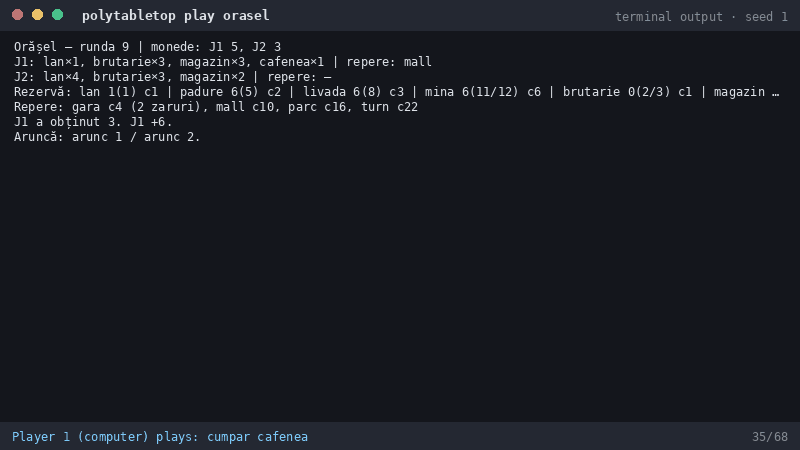 polytabletop play orasel
terminal output · seed 1
Orășel — runda 9 | monede: J1 5, J2 3
J1: lan×1, brutarie×3, magazin×3, cafenea×1 | repere: mall
J2: lan×4, brutarie×3, magazin×2 | repere: —
Rezervă: lan 1(1) c1 | padure 6(5) c2 | livada 6(8) c3 | mina 6(11/12) c6 | brutarie 0(2/3) c1 | magazin …
Repere: gara c4 (2 zaruri), mall c10, parc c16, turn c22
J1 a obținut 3. J1 +6.
Aruncă: arunc 1 / arunc 2.
Player 1 (computer) plays: cumpar cafenea
35/68